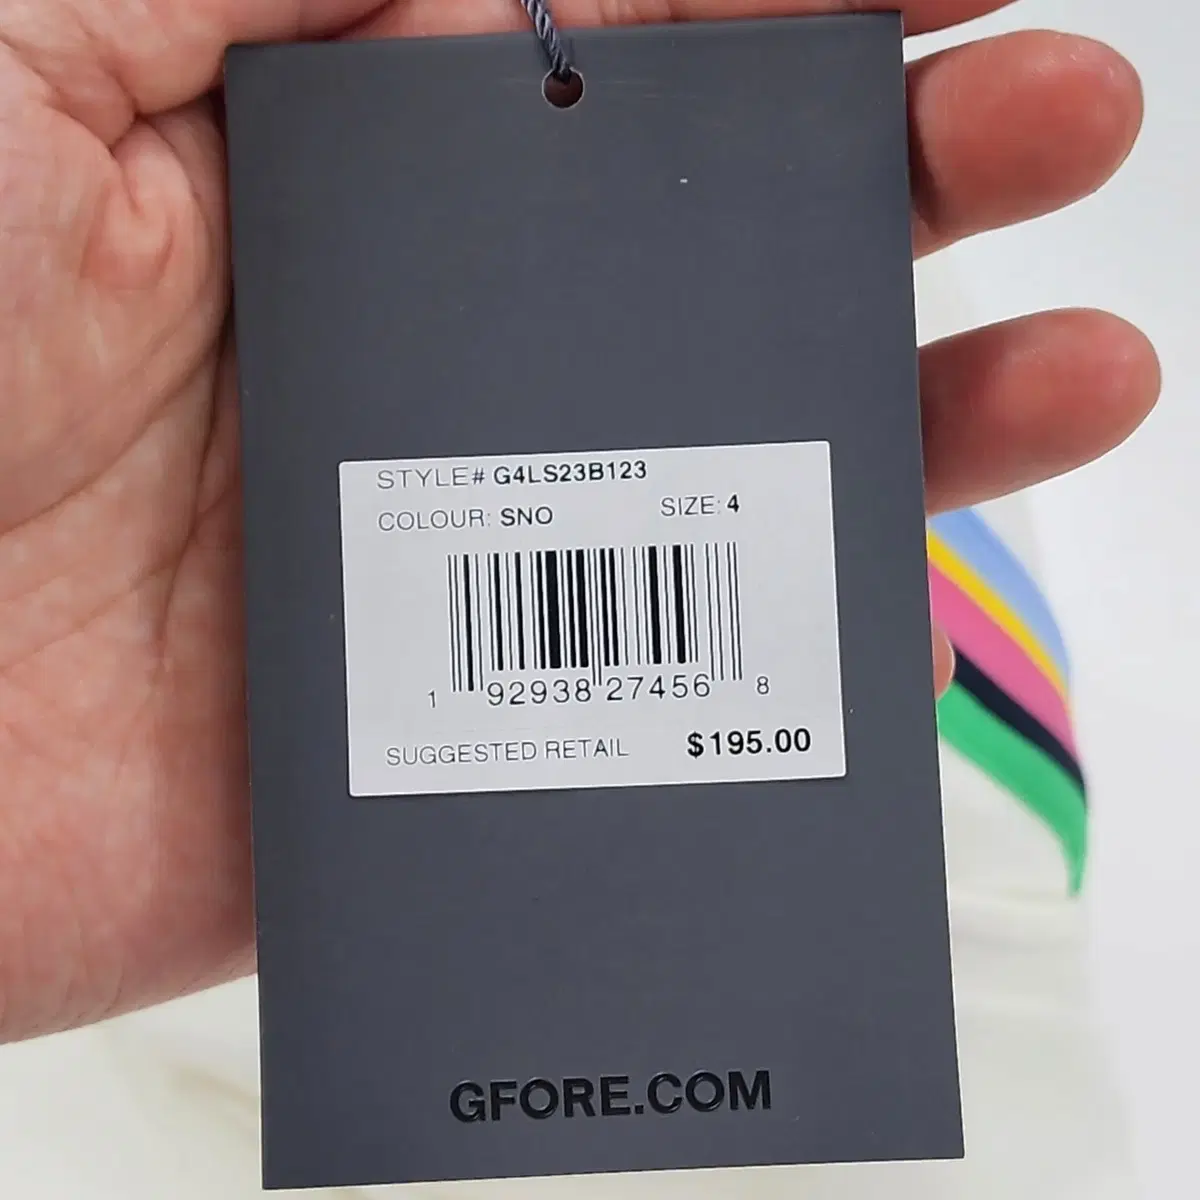 STYLE# G4LS23B123
COLOUR: SNO SIZE: 4
1 92938 27456 8
SUGGESTED RETAIL $195.00
GFORE.COM